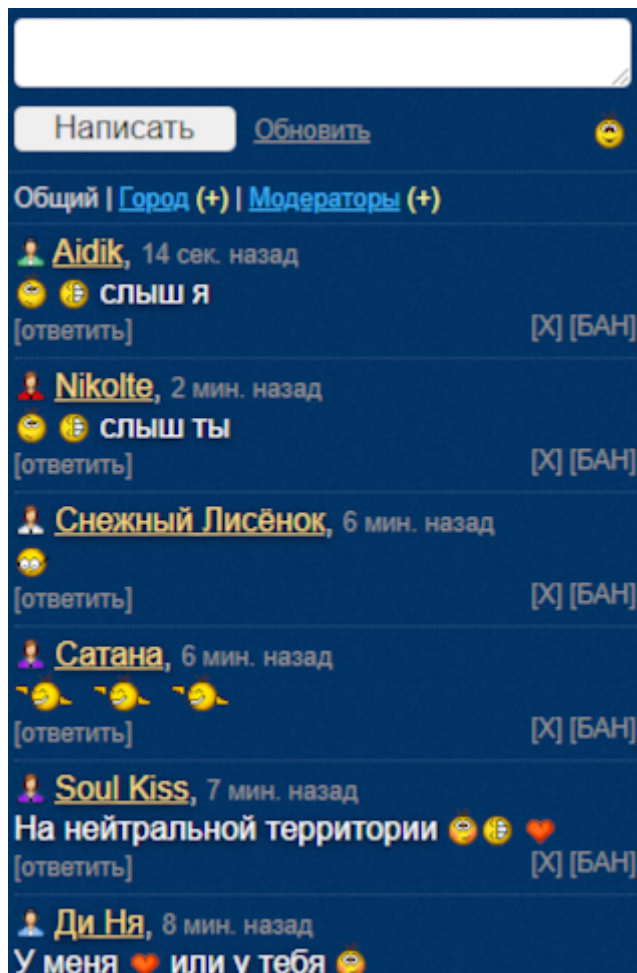 Написать Обновить
Общий | Город (+) | Модераторы (+)
Aidik, 14 сек. назад
слыш я
[ответить] [X] [БАН]
Nikolte, 2 мин. назад
слыш ты
[ответить] [X] [БАН]
Снежный Лисёнок, 6 мин. назад
[ответить] [X] [БАН]
Сатана, 6 мин. назад
[ответить] [X] [БАН]
Soul Kiss, 7 мин. назад
На нейтральной территории
[ответить] [X] [БАН]
Ди Ня, 8 мин. назад
У меня или у тебя